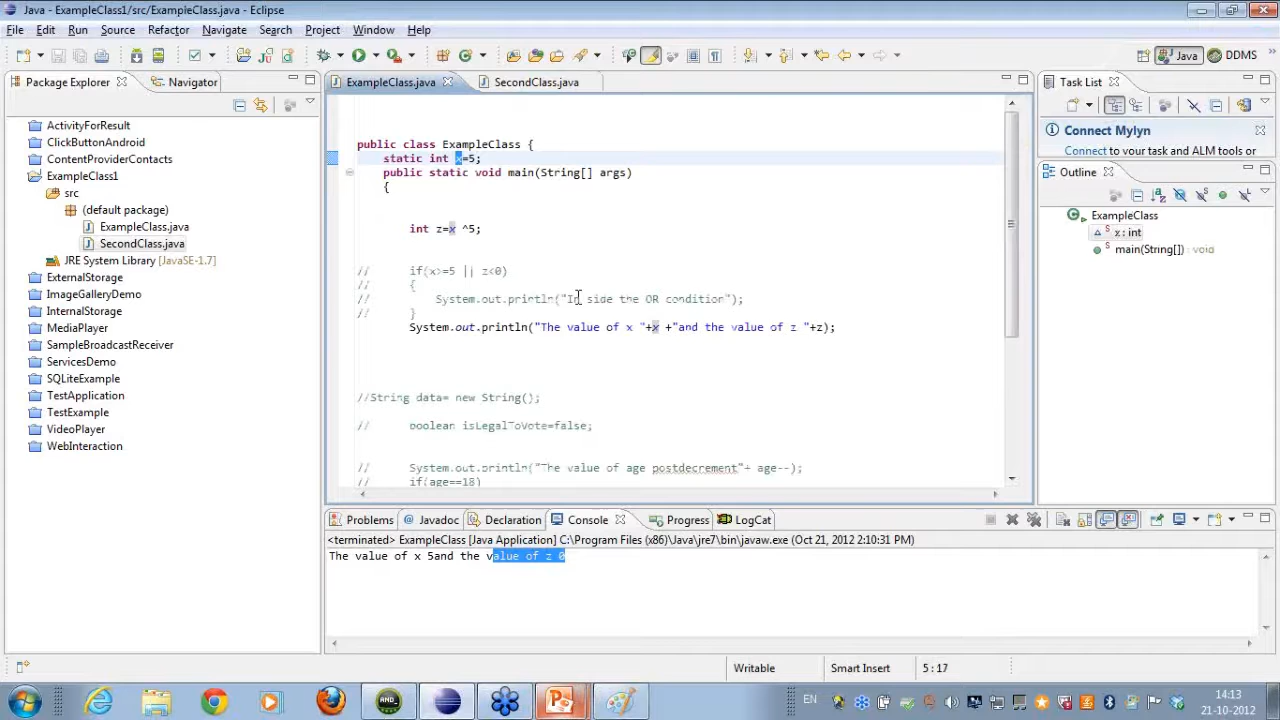 Java - ExampleClass1/src/ExampleClass.java - Eclipse
File Edit Run Source Refactor Navigate Search Project Window Help
Java DDMS
Package Explorer Navigator
ActivityForResult
ClickButtonAndroid
ContentProviderContacts
ExampleClass1
src
(default package)
ExampleClass.java
SecondClass.java
JRE System Library [JavaSE-1.7]
ExternalStorage
ImageGalleryDemo
InternalStorage
MediaPlayer
SampleBroadcastReceiver
ServicesDemo
SQLiteExample
TestApplication
TestExample
VideoPlayer
WebInteraction
ExampleClass.java SecondClass.java
public class ExampleClass {
static int x=5;
public static void main(String[] args)
{
int z=x ^5;
// if(x>=5 || z<0)
// {
// System.out.println("In side the OR condition");
// }
System.out.println("The value of x "+x +"and the value of z "+z);
//String data= new String();
// boolean isLegalToVote=false;
// System.out.println("The value of age postdecrement"+ age--);
// if(age==18)
Task List
Connect Mylyn
Connect to your task and ALM tools or
Outline
ExampleClass
x : int
main(String[]) : void
Problems Javadoc Declaration Console Progress LogCat
<terminated> ExampleClass [Java Application] C:\Program Files (x86)\Java\jre7\bin\javaw.exe (Oct 21, 2012 2:10:31 PM)
The value of x 5and the value of z 0
Writable Smart Insert 5 : 17
AND_ EN 14:13
21-10-2012